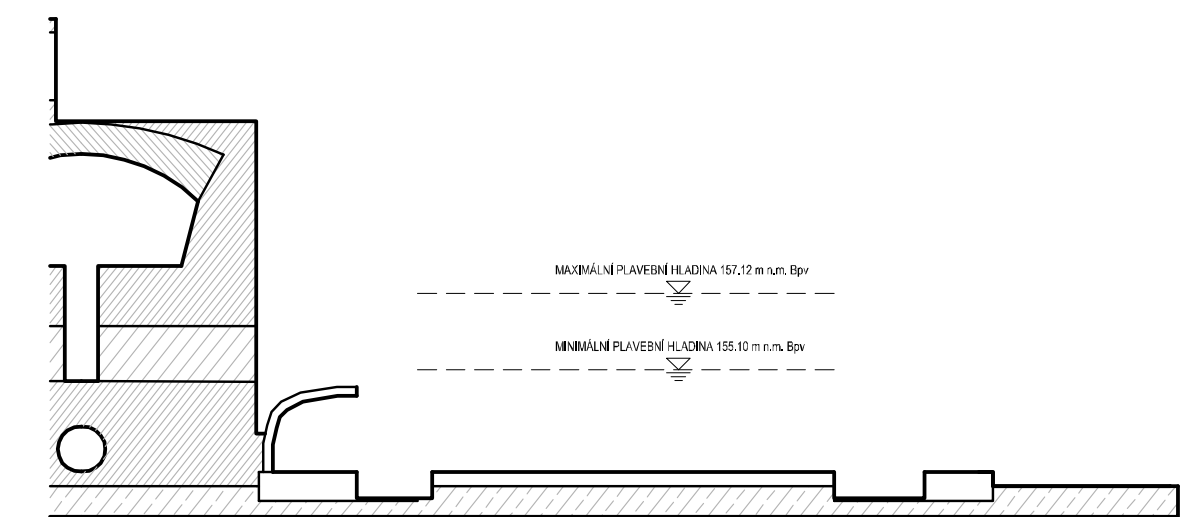 MAXIMÁLNÍ PLAVEBNÍ HLADINA 157.12 m n.m. Bpv
MINIMÁLNÍ PLAVEBNÍ HLADINA 155.10 m n.m. Bpv